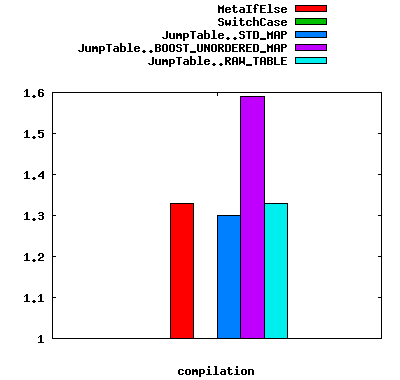 MetaIfElse
SwitchCase
JumpTable..STD_MAP
JumpTable..BOOST_UNORDERED_MAP
JumpTable..RAW_TABLE
1.6
1.5
1.4
1.3
1.2
1.1
1
compilation